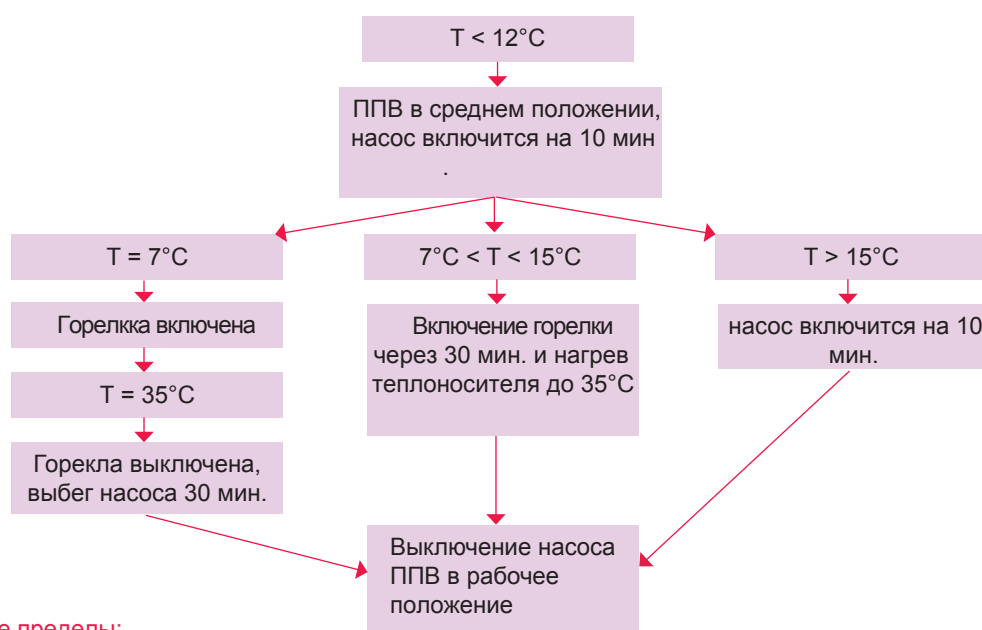 T < 12°C
ППВ в среднем положении,
насос включится на 10 мин
.
T = 7°C
7°C < T < 15°C
T > 15°C
Горелкка включена
Включение горелки
через 30 мин. и нагрев
теплоносителя до 35°C
насос включится на 10
мин.
T = 35°C
Горекла выключена,
выбег насоса 30 мин.
Выключение насоса
ППВ в рабочее
положение
е пределы: